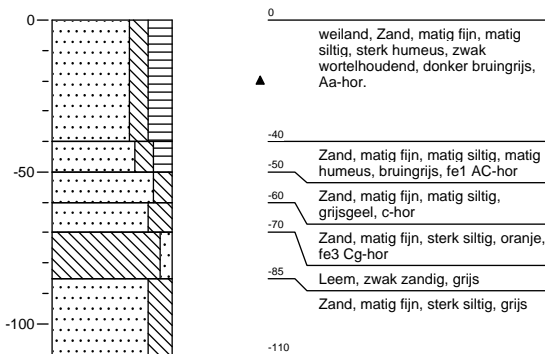 0
0
weiland, Zand, matig fijn, matig
siltig, sterk humeus, zwak
wortelhoudend, donker bruingrijs,
Aa-hor.
-40
Zand, matig fijn, matig siltig, matig
humeus, bruingrijs, fe1 AC-hor
-50
-50
Zand, matig fijn, matig siltig,
grijsgeel, c-hor
-60
Zand, matig fijn, sterk siltig, oranje,
fe3 Cg-hor
-70
Leem, zwak zandig, grijs
-85
Zand, matig fijn, sterk siltig, grijs
-100
-110